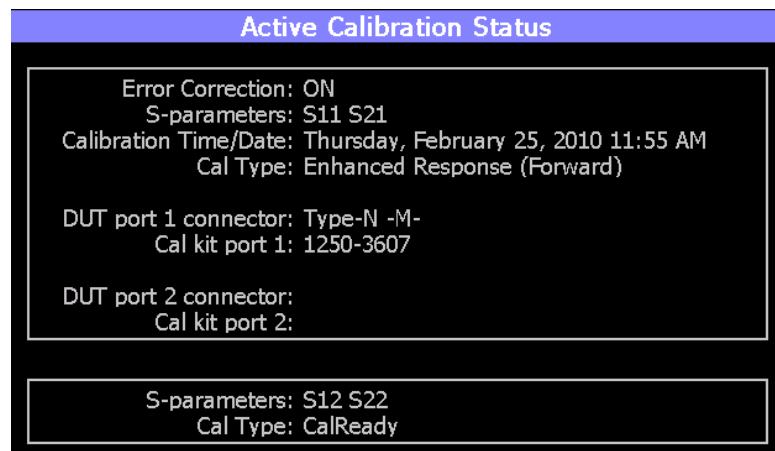 Active Calibration Status
Error Correction: ON
S-parameters: S11 S21
Calibration Time/Date: Thursday, February 25, 2010 11:55 AM
Cal Type: Enhanced Response (Forward)
DUT port 1 connector: Type-N -M-
Cal kit port 1: 1250-3607
DUT port 2 connector:
Cal kit port 2:
S-parameters: S12 S22
Cal Type: CalReady